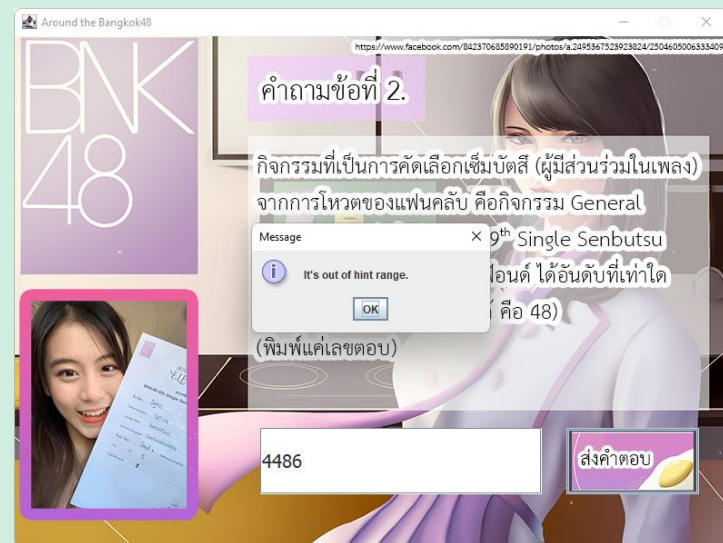 Around the Bangkok48
https://www.facebook.com/842370685890191/photos/a.2495367523923824/2504605006333409
BNK
48
คำถามข้อที่ 2.
กิจกรรมที่เป็นการคัดเลือกเซ็มบัตสึ (ผู้มีส่วนร่วมในเพลง)
จากการโหวตของแฟนคลับ คือกิจกรรม General
9th Single Senbutsu
ได้อันดับที่เท่าใด
คือ 48)
(พิมพ์แค่เลขตอบ)
Message
It's out of hint range.
OK
4486
ส่งคำตอบ